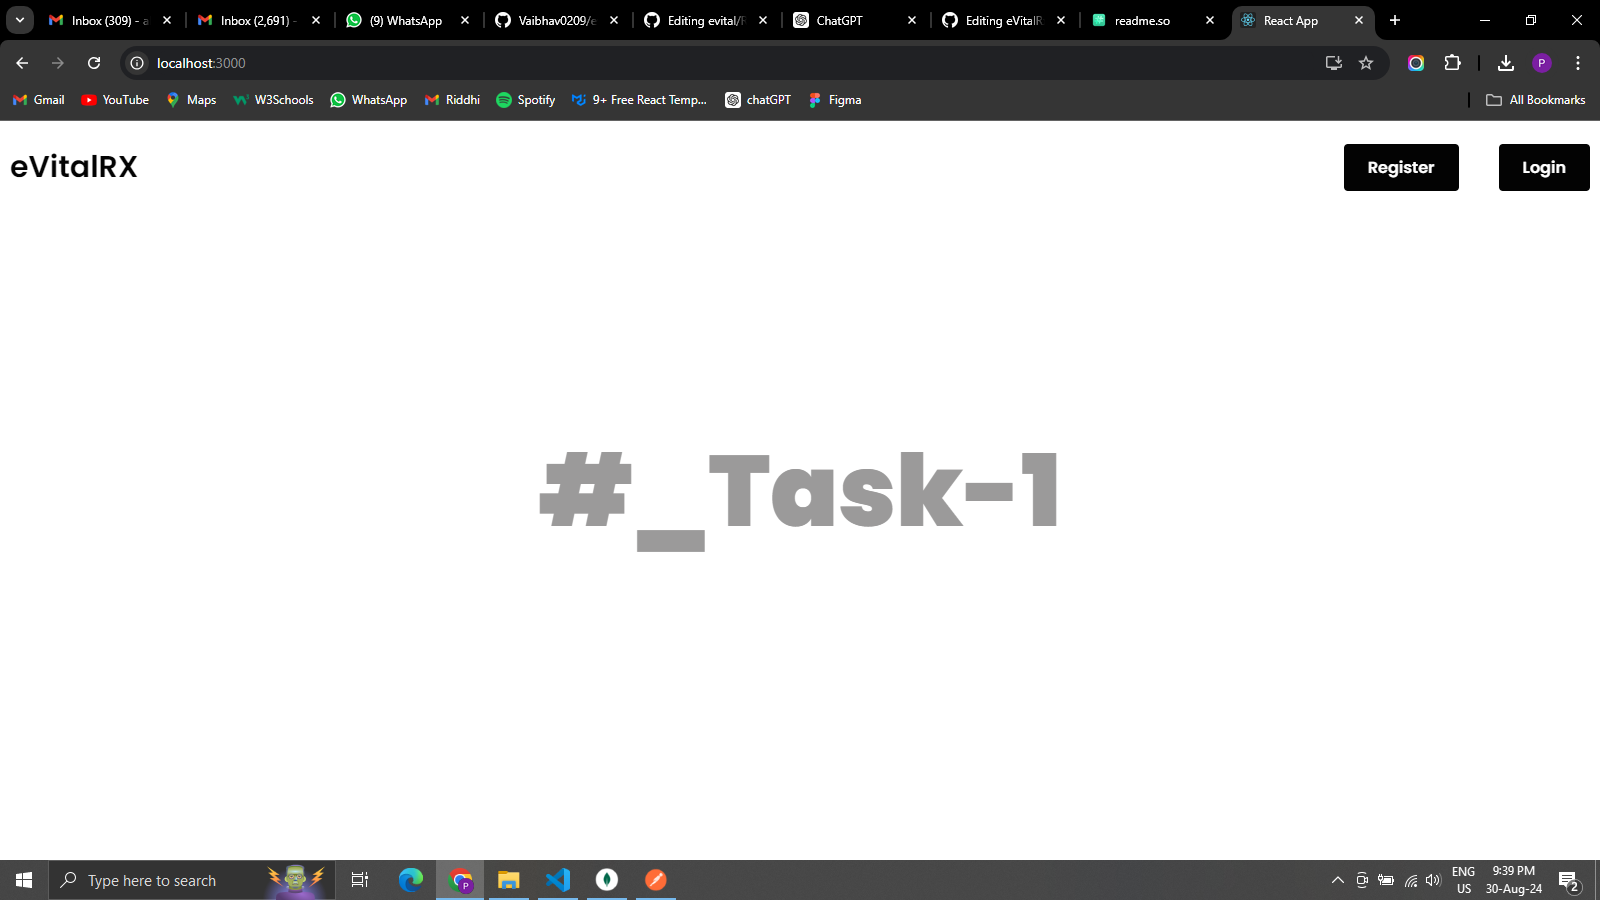 Inbox (309) - a
Inbox (2,691) -
(9) WhatsApp
Vaibhav0209/e
Editing evital/R
ChatGPT
Editing eVitalR
readme.so
React App
localhost:3000
Gmail
YouTube
Maps
W3Schools
WhatsApp
Riddhi
Spotify
9+ Free React Temp...
chatGPT
Figma
All Bookmarks
eVitalRX
Register
Login
#_Task-1
Type here to search
P
ENG
US
9:39 PM
30-Aug-24
2